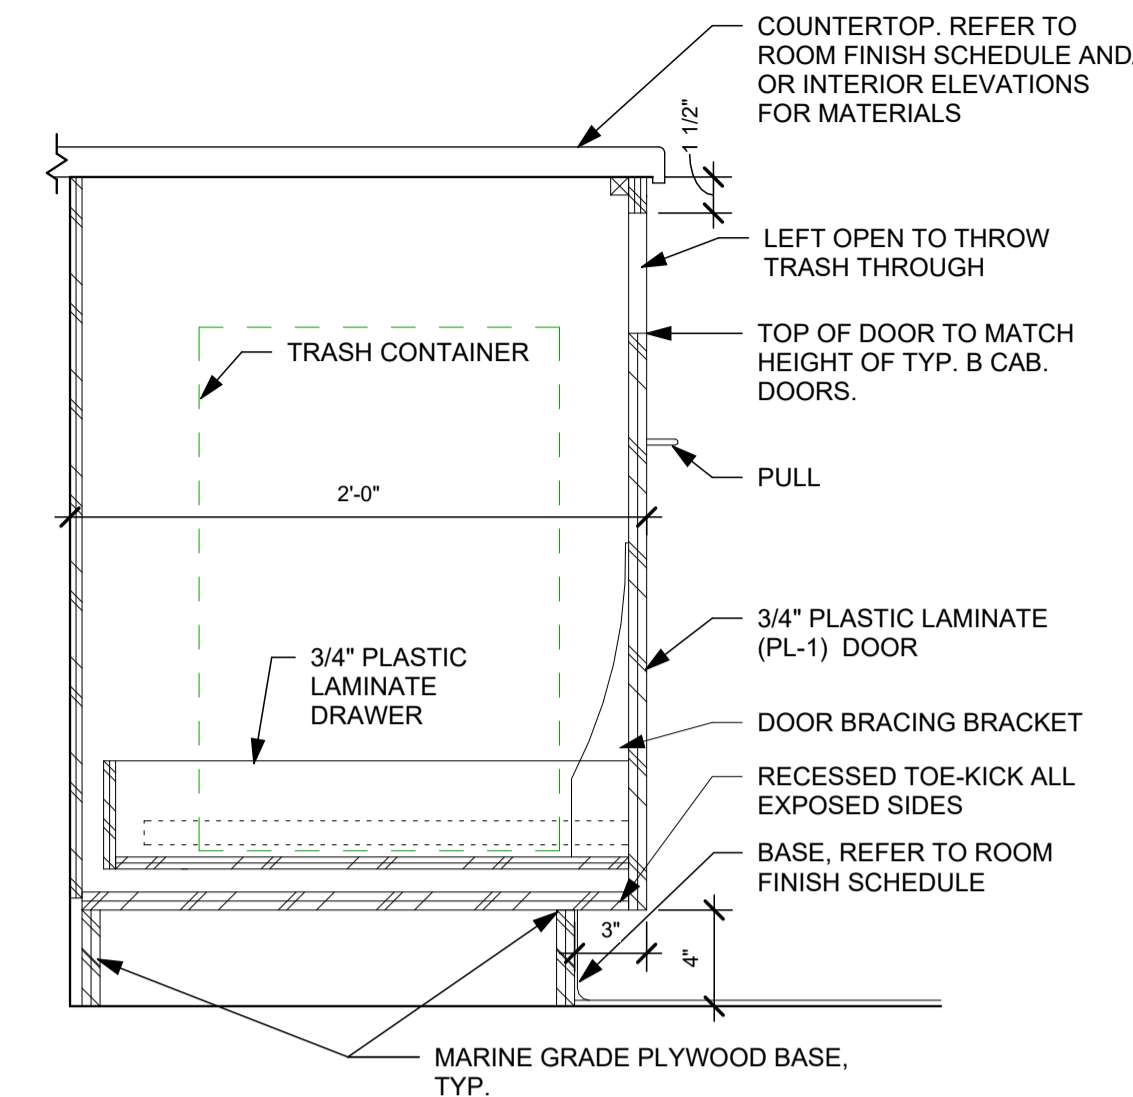 COUNTERTOP. REFER TO
ROOM FINISH SCHEDULE AND/
OR INTERIOR ELEVATIONS
FOR MATERIALS
1 1/2"
LEFT OPEN TO THROW
TRASH THROUGH
TOP OF DOOR TO MATCH
HEIGHT OF TYP. B CAB.
DOORS.
TRASH CONTAINER
PULL
2'-0"
3/4" PLASTIC LAMINATE
(PL-1) DOOR
3/4" PLASTIC
LAMINATE
DRAWER
DOOR BRACING BRACKET
RECESSED TOE-KICK ALL
EXPOSED SIDES
BASE, REFER TO ROOM
FINISH SCHEDULE
3"
4"
MARINE GRADE PLYWOOD BASE,
TYP.